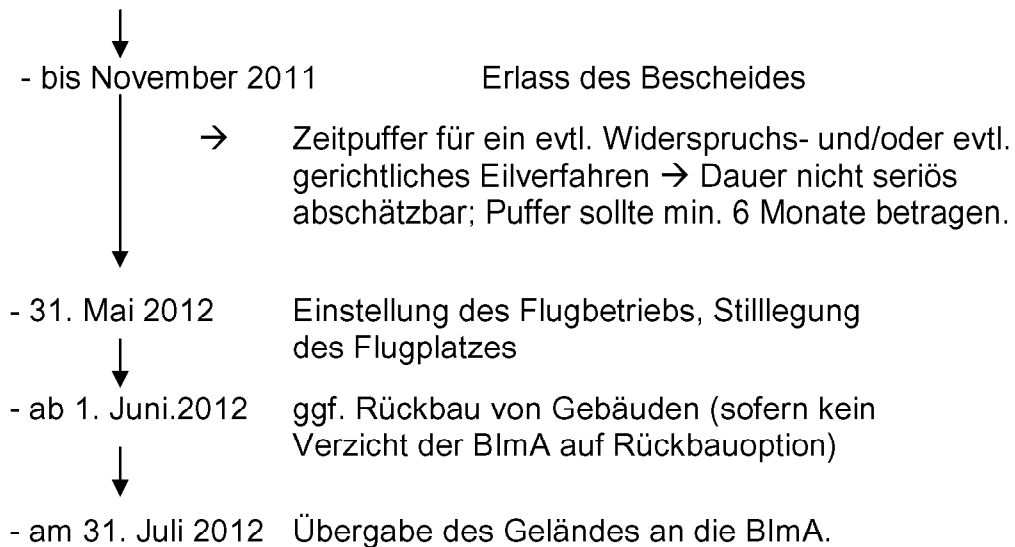 - bis November 2011 Erlass des Bescheides
→ Zeitpuffer für ein evtl. Widerspruchs- und/oder evtl.
gerichtliches Eilverfahren → Dauer nicht seriös
abschätzbar; Puffer sollte min. 6 Monate betragen.
- 31. Mai 2012 Einstellung des Flugbetriebs, Stilllegung
des Flugplatzes
- ab 1. Juni.2012 ggf. Rückbau von Gebäuden (sofern kein
Verzicht der BImA auf Rückbauoption)
- am 31. Juli 2012 Übergabe des Geländes an die BImA.